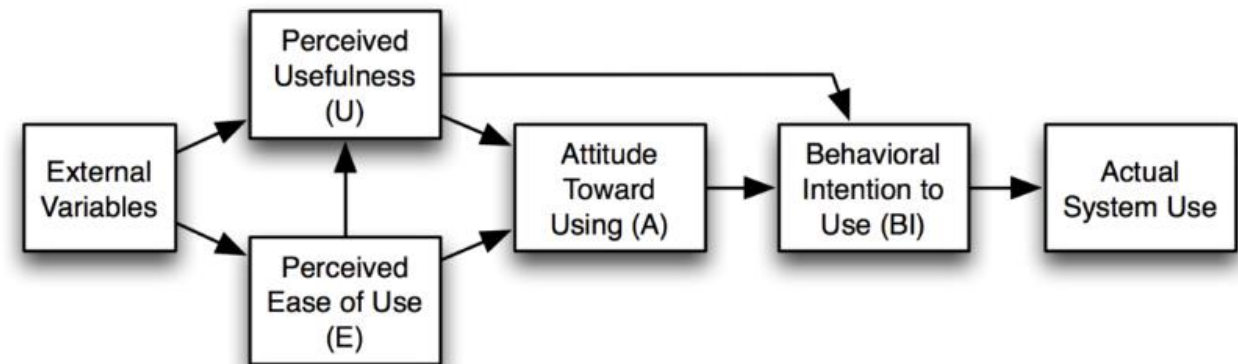 External
Variables
Perceived
Usefulness
(U)
Perceived
Ease of Use
(E)
Attitude
Toward
Using (A)
Behavioral
Intention to
Use (BI)
Actual
System Use